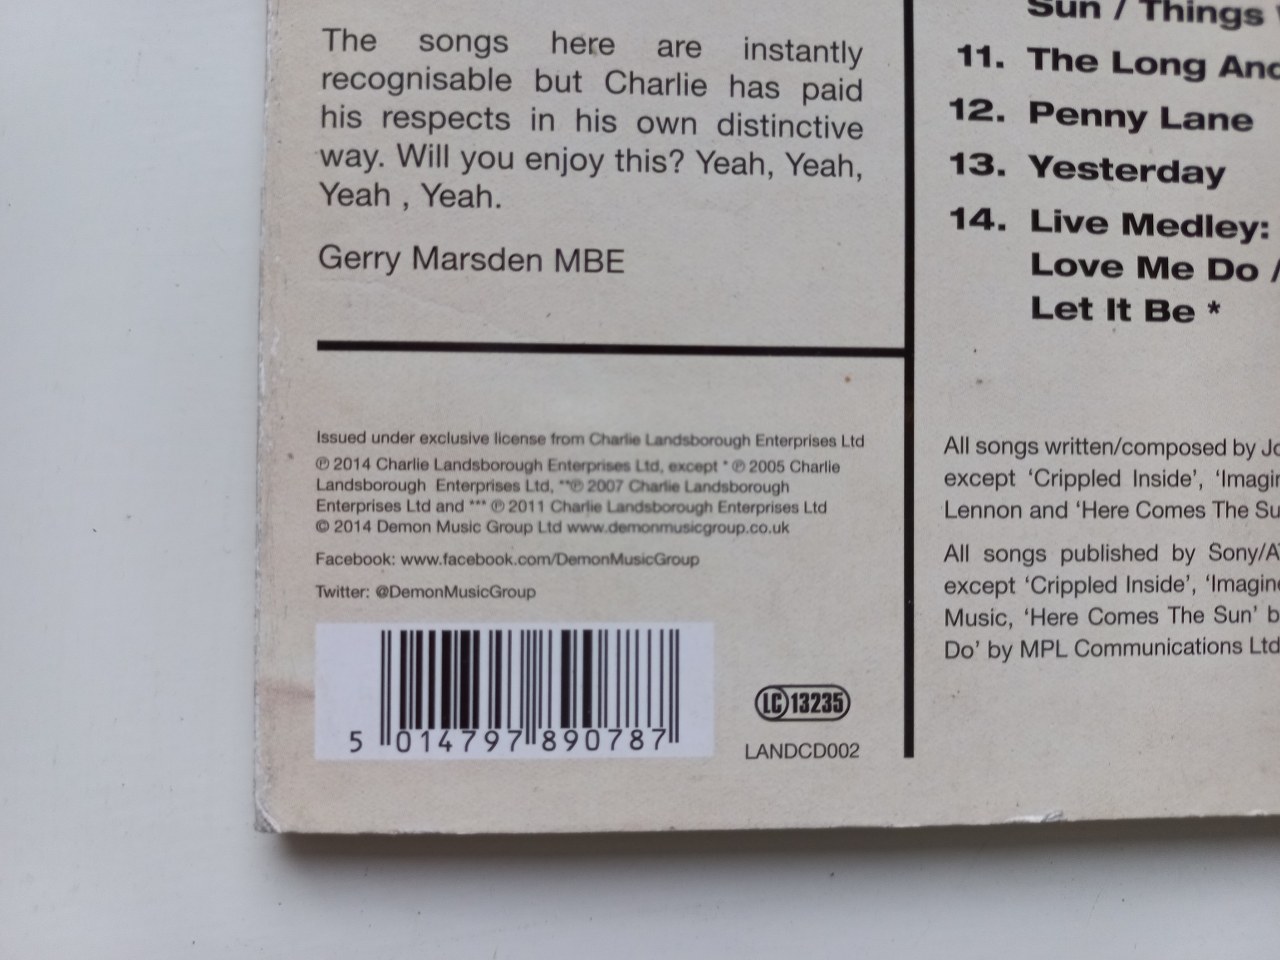 The songs here are instantly
recognisable but Charlie has paid
his respects in his own distinctive
way. Will you enjoy this? Yeah, Yeah,
Yeah , Yeah.
Gerry Marsden MBE
Issued under exclusive license from Charlie Landsborough Enterprises Ltd
℗ 2014 Charlie Landsborough Enterprises Ltd, except * ℗ 2005 Charlie
Landsborough Enterprises Ltd, **℗ 2007 Charlie Landsborough
Enterprises Ltd and *** ℗ 2011 Charlie Landsborough Enterprises Ltd
© 2014 Demon Music Group Ltd www.demonmusicgroup.co.uk
Facebook: www.facebook.com/DemonMusicGroup
Twitter: @DemonMusicGroup
5 014797 890787
LC 13235
LANDCD002
Sun / Things
11. The Long And
12. Penny Lane
13. Yesterday
14. Live Medley:
Love Me Do /
Let It Be *
All songs written/composed by Jo
except ‘Crippled Inside’, ‘Imagin
Lennon and ‘Here Comes The Su
All songs published by Sony/A
except ‘Crippled Inside’, ‘Imagine
Music, ‘Here Comes The Sun’ b
Do’ by MPL Communications Ltd